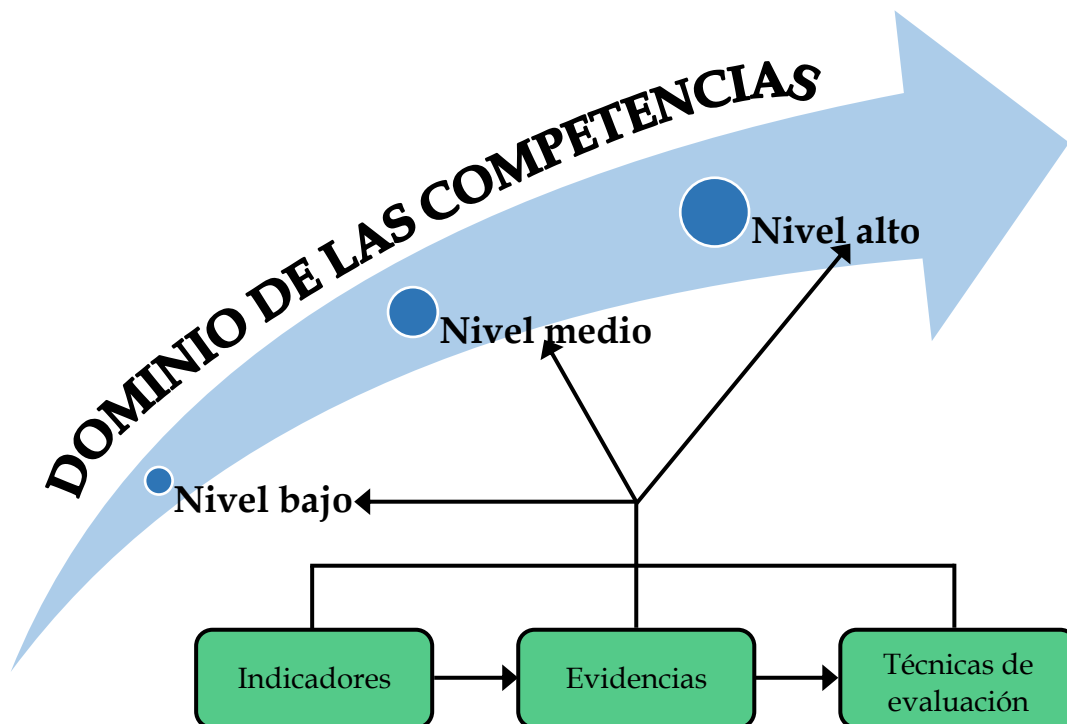 DOMINIO DE LAS COMPETENCIAS
Nivel alto
Nivel medio
Nivel bajo
Indicadores
Evidencias
Técnicas de
evaluación